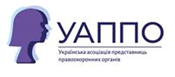 УАППО
Українська асоціація представниць
правоохоронних органів